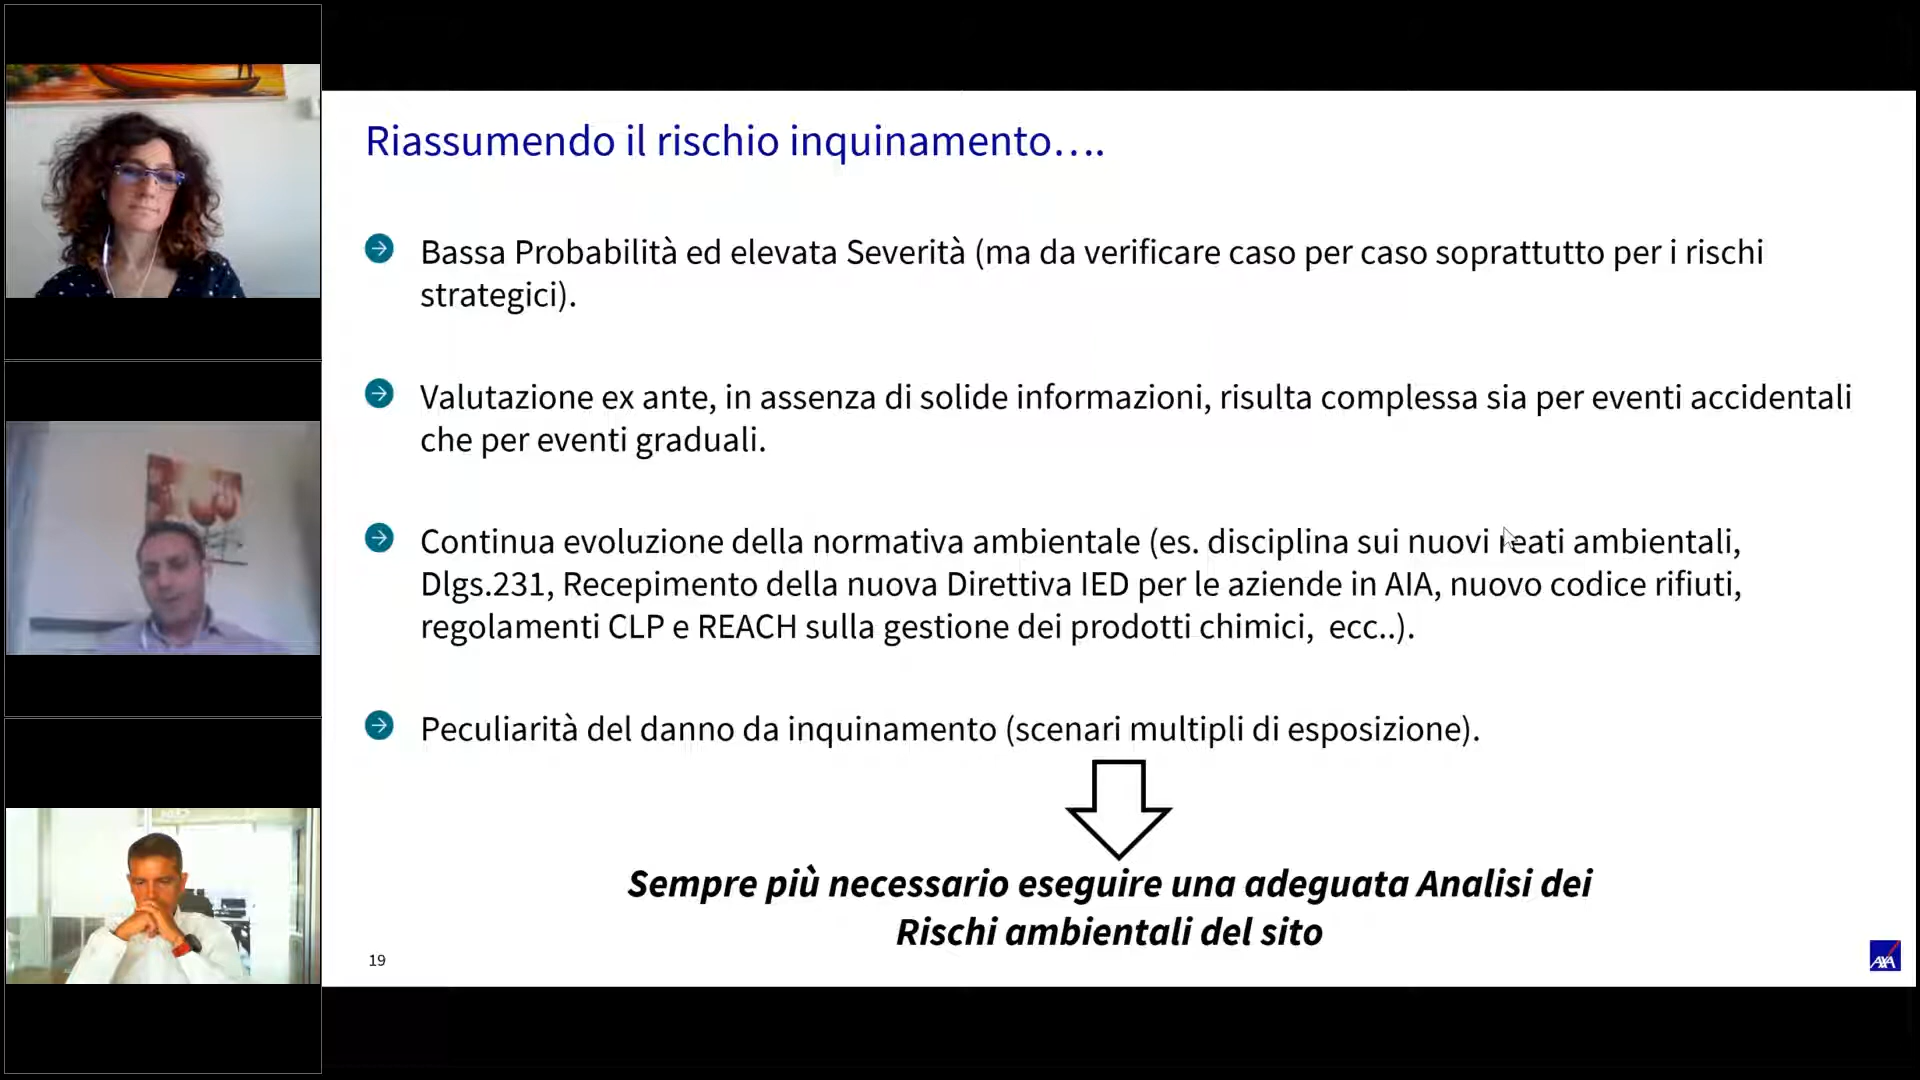 Riassumendo il rischio inquinamento….
Bassa Probabilità ed elevata Severità (ma da verificare caso per caso soprattutto per i rischi
strategici).
Valutazione ex ante, in assenza di solide informazioni, risulta complessa sia per eventi accidentali
che per eventi graduali.
Continua evoluzione della normativa ambientale (es. disciplina sui nuovi reati ambientali,
Dlgs.231, Recepimento della nuova Direttiva IED per le aziende in AIA, nuovo codice rifiuti,
regolamenti CLP e REACH sulla gestione dei prodotti chimici,  ecc..).
Peculiarità del danno da inquinamento (scenari multipli di esposizione).
Sempre più necessario eseguire una adeguata Analisi dei
Rischi ambientali del sito
19
AXA